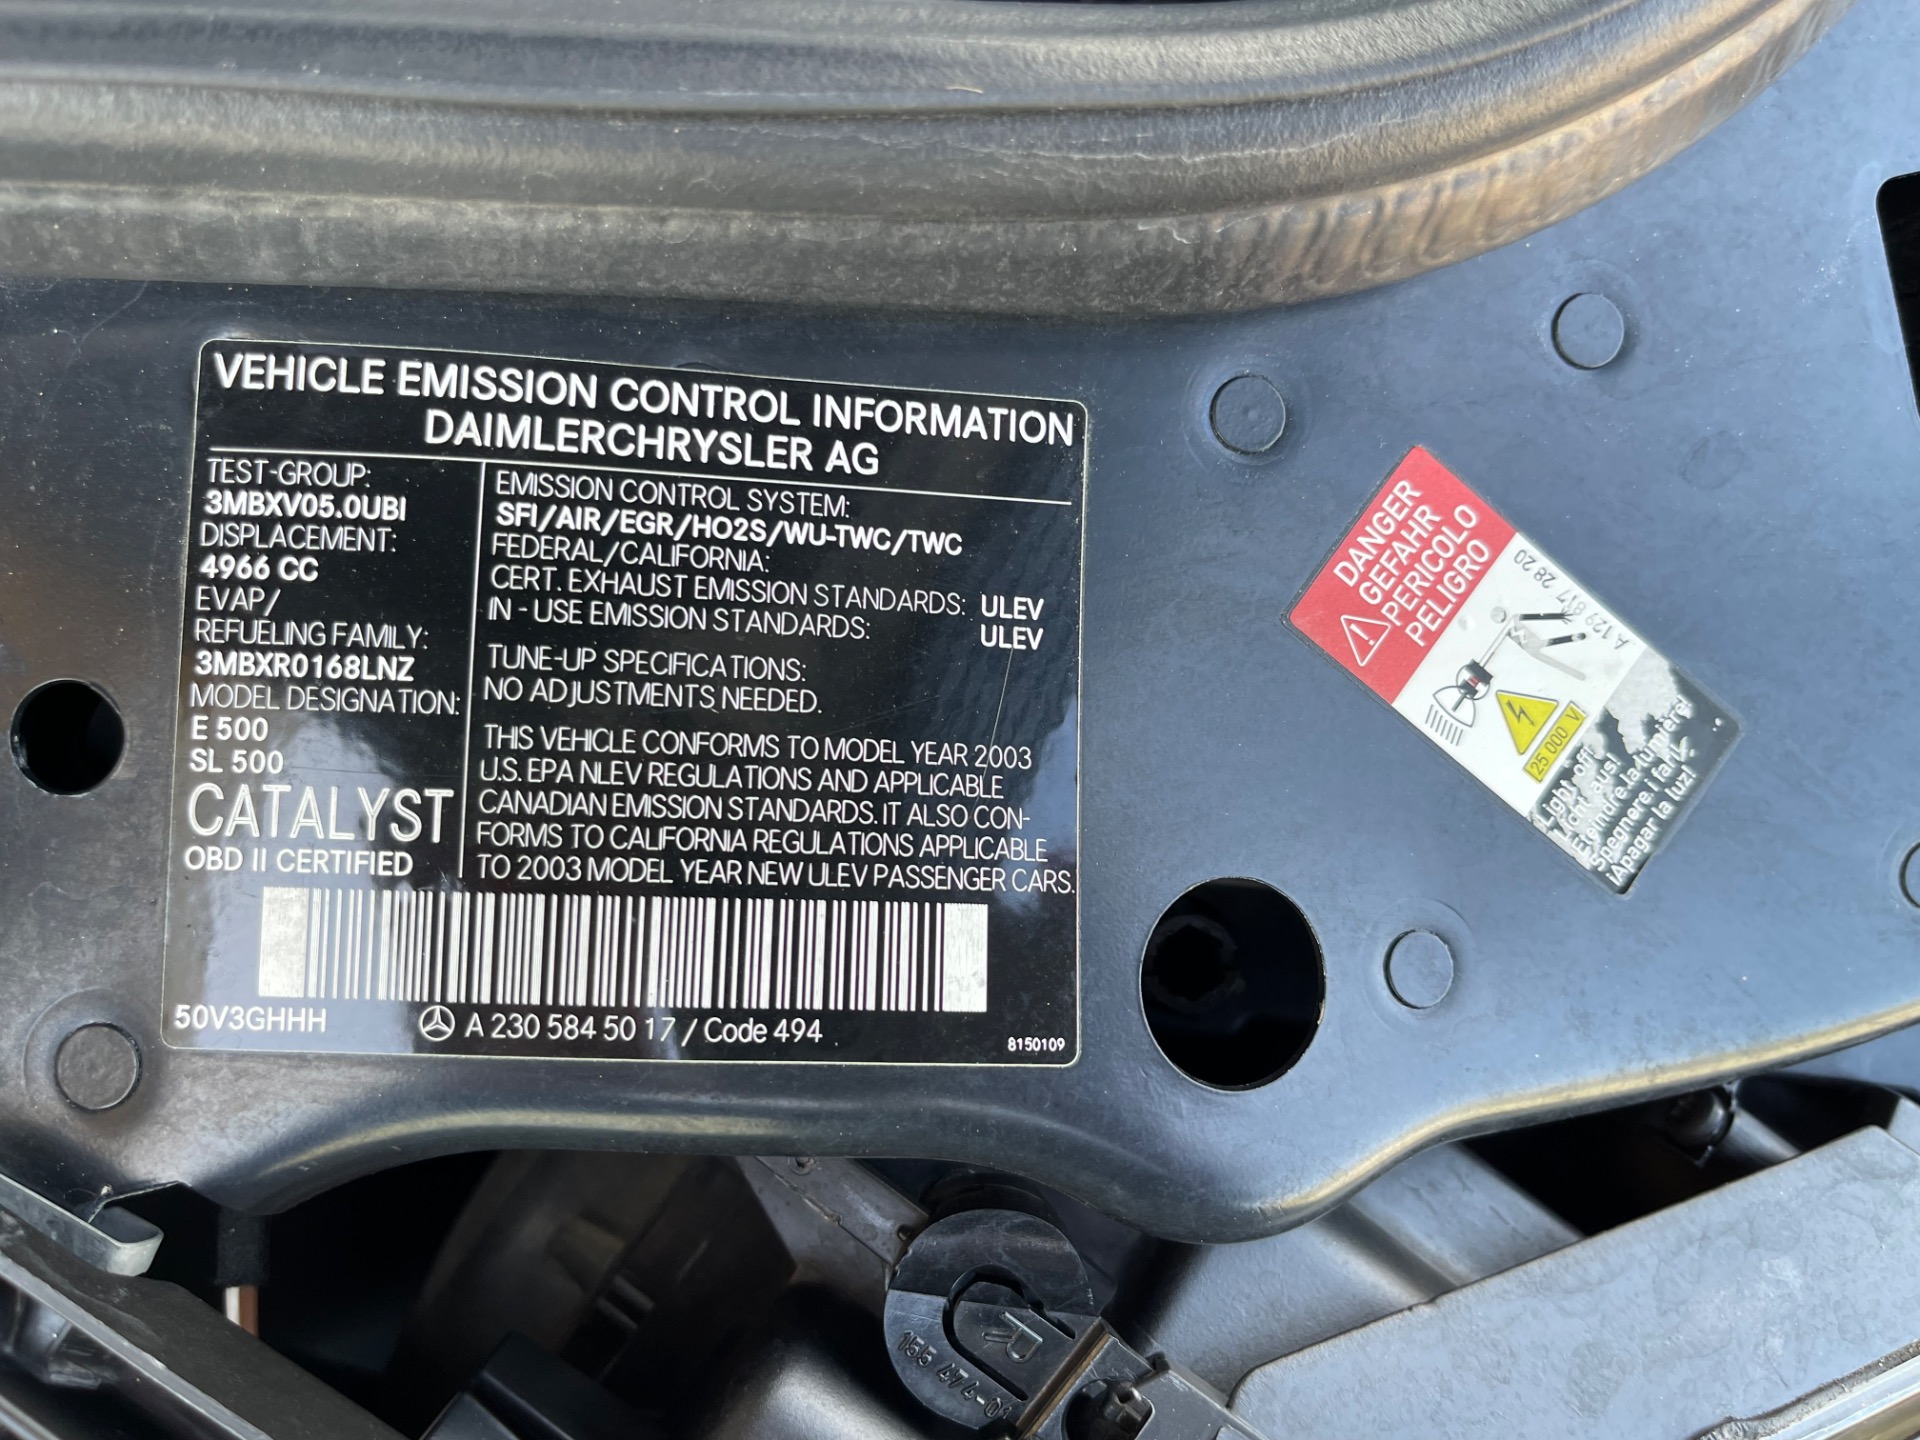 VEHICLE EMISSION CONTROL INFORMATION
DAIMLERCHRYSLER AG
TEST-GROUP:
3MBXV05.0UBI
DISPLACEMENT:
4966 CC
EVAP/
REFUELING FAMILY:
3MBXR0168LNZ
MODEL DESIGNATION:
E 500
SL 500
CATALYST
OBD II CERTIFIED
EMISSION CONTROL SYSTEM:
SFI/AIR/EGR/HO2S/WU-TWC/TWC
FEDERAL/CALIFORNIA:
CERT. EXHAUST EMISSION STANDARDS: ULEV
IN - USE EMISSION STANDARDS: ULEV
TUNE-UP SPECIFICATIONS:
NO ADJUSTMENTS NEEDED.
THIS VEHICLE CONFORMS TO MODEL YEAR 2003
U.S. EPA NLEV REGULATIONS AND APPLICABLE
CANADIAN EMISSION STANDARDS. IT ALSO CON-
FORMS TO CALIFORNIA REGULATIONS APPLICABLE
TO 2003 MODEL YEAR NEW ULEV PASSENGER CARS.
50V3GHHH
A 230 584 50 17 / Code 494
8150109
DANGER
GEFAHR
PERICOLO
PELIGRO
A 129 817 28 20
25 000 V
Light off!
Licht aus!
Eteindre la lumière!
Spegnere i fari!
¡Apagar la luz!
R
155 474-01